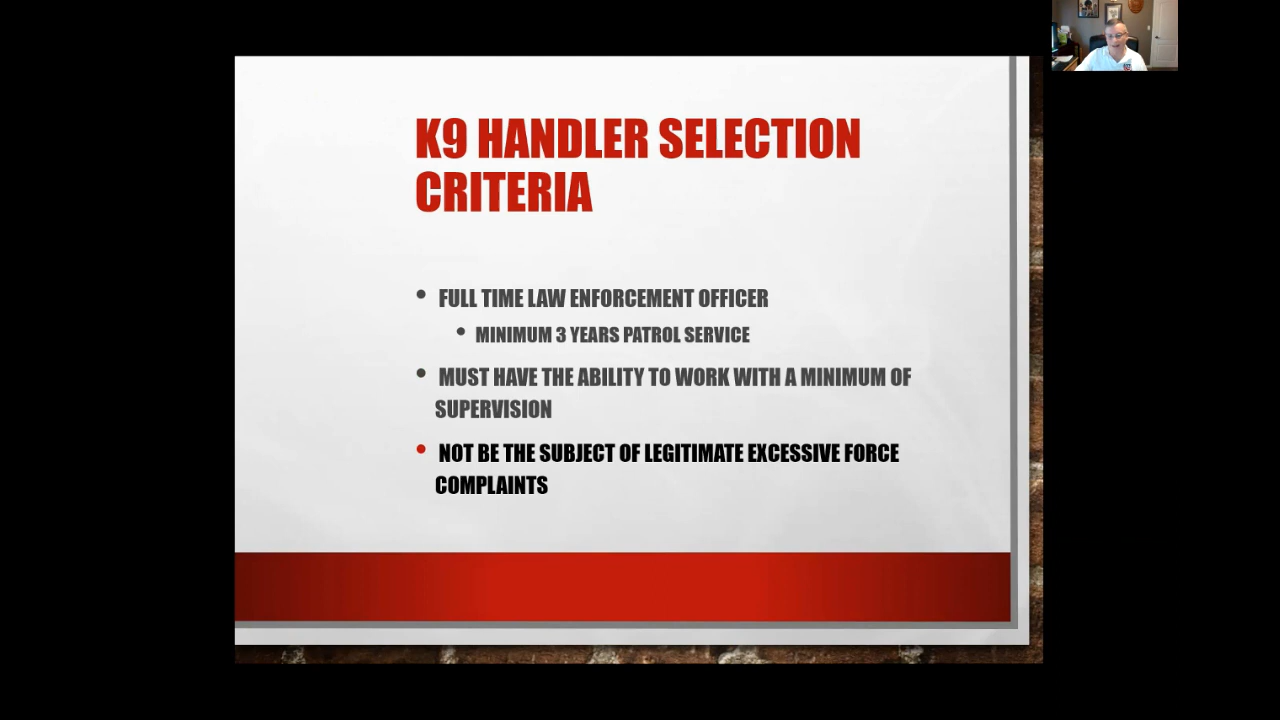 K9 HANDLER SELECTION
CRITERIA
• FULL TIME LAW ENFORCEMENT OFFICER
• MINIMUM 3 YEARS PATROL SERVICE
• MUST HAVE THE ABILITY TO WORK WITH A MINIMUM OF
SUPERVISION
• NOT BE THE SUBJECT OF LEGITIMATE EXCESSIVE FORCE
COMPLAINTS